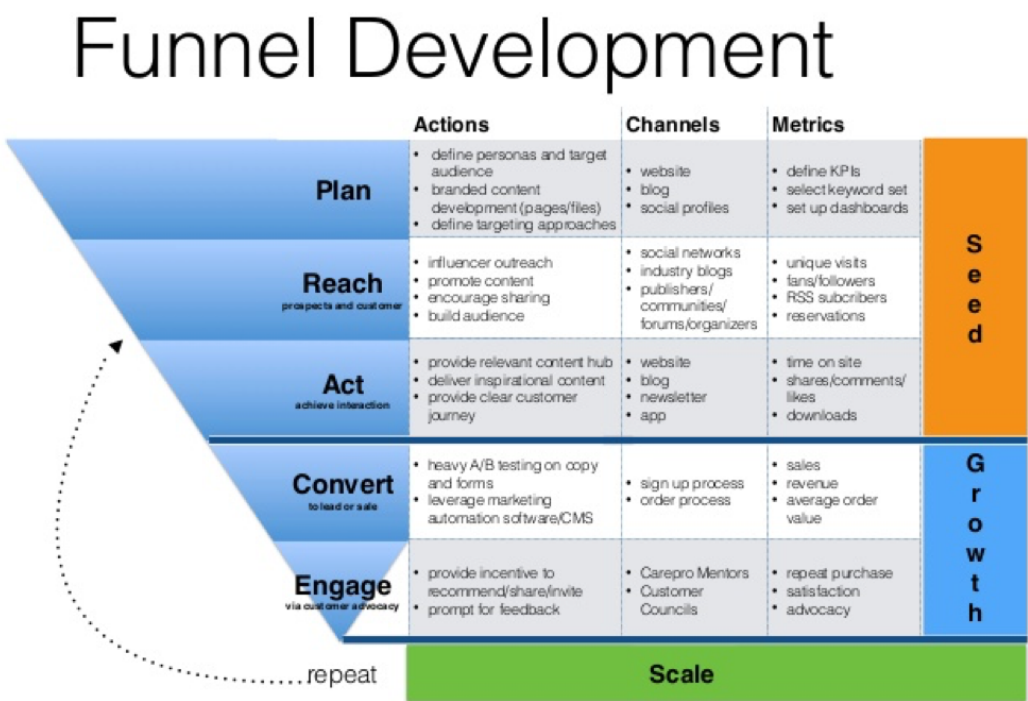 Funnel Development
Actions
Channels
Metrics
Plan
• define personas and target
audience
• branded content
development (pages/files)
• define targeting approaches
• website
• blog
• social profiles
• define KPIs
• select keyword set
• set up dashboards
Reach
prospects and customer
• influencer outreach
• promote content
• encourage sharing
• build audience
• social networks
• industry blogs
• publishers/
communities/
forums/organizers
• unique visits
• fans/followers
• RSS subcribers
• reservations
Act
achieve interaction
• provide relevant content hub
• deliver inspirational content
• provide clear customer
journey
• website
• blog
• newsletter
• app
• time on site
• shares/comments/
likes
• downloads
Seed
Convert
to lead or sale
• heavy A/B testing on copy
and forms
• leverage marketing
automation software/CMS
• sign up process
• order process
• sales
• revenue
• average order
value
Engage
via customer advocacy
• provide incentive to
recommend/share/invite
• prompt for feedback
• Carepro Mentors
• Customer
Councils
• repeat purchase
• satisfaction
• advocacy
Growth
repeat
Scale